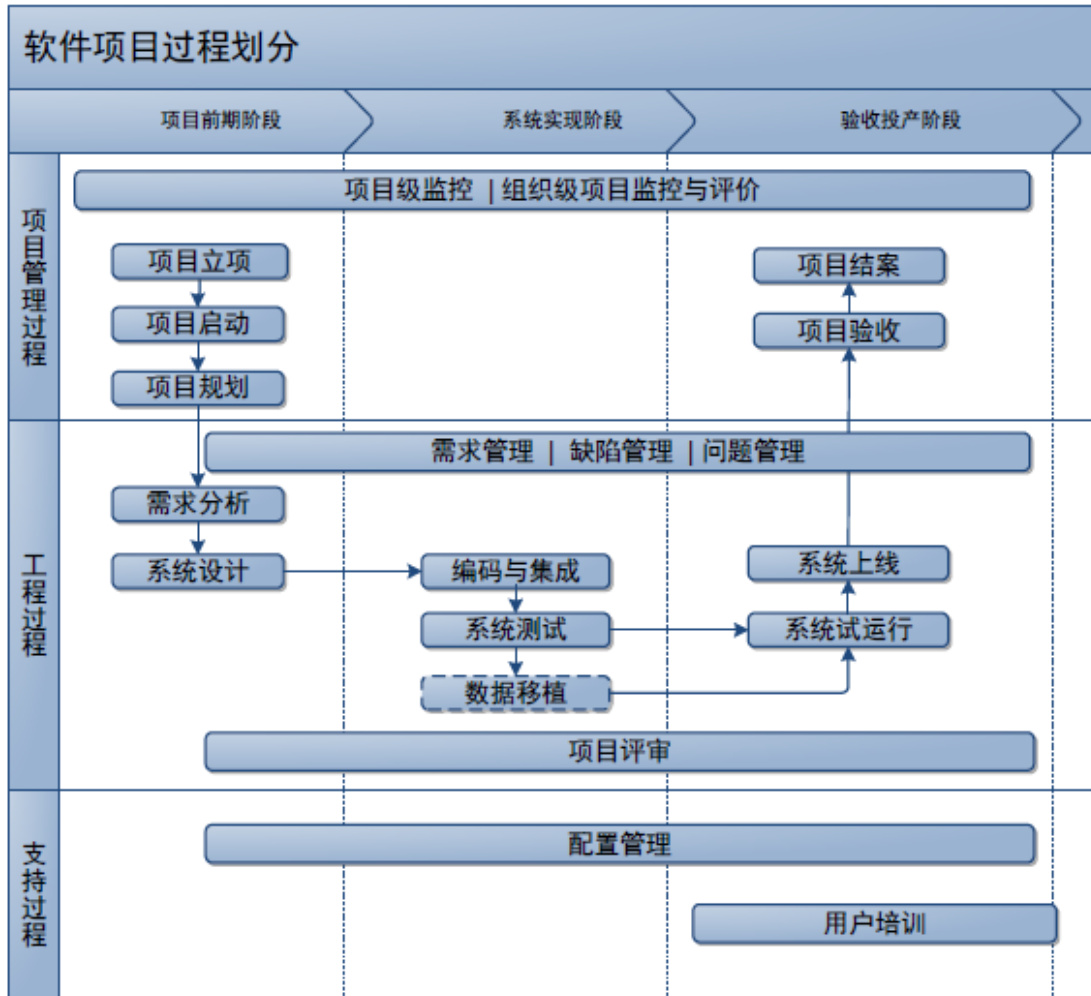 软件项目过程划分
项目前期阶段
系统实现阶段
验收投产阶段
项目管理过程
项目级监控 | 组织级项目监控与评价
项目立项
项目结案
项目启动
项目验收
项目规划
工程过程
需求管理 | 缺陷管理 | 问题管理
需求分析
系统设计
编码与集成
系统上线
系统测试
系统试运行
数据移植
项目评审
支持过程
配置管理
用户培训